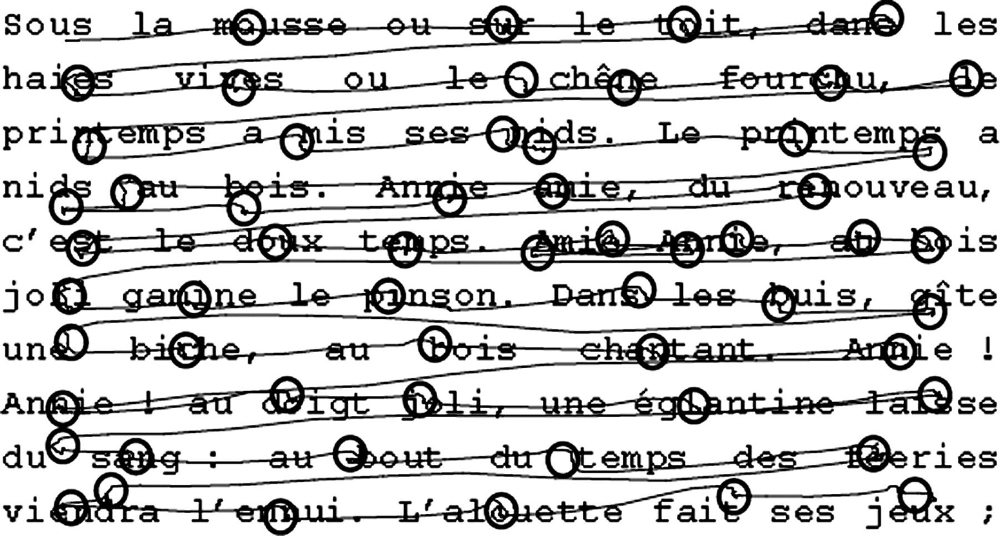 Sous la mousse ou sur le toit, dans les
haies vives ou le chêne fourchu, le
printemps a mis ses nids. Le printemps a
nids au bois. Annie amie, du renouveau,
c'est le doux temps. Amie Annie, au bois
joli gamine le pinson. Dans les buis, gîte
une biche, au bois chantant. Annie !
Annie ! au doigt joli, une églantine laisse
du sang : au bout du temps des féeries
viendra l'ennui. L'alouette fait ses jeux ;